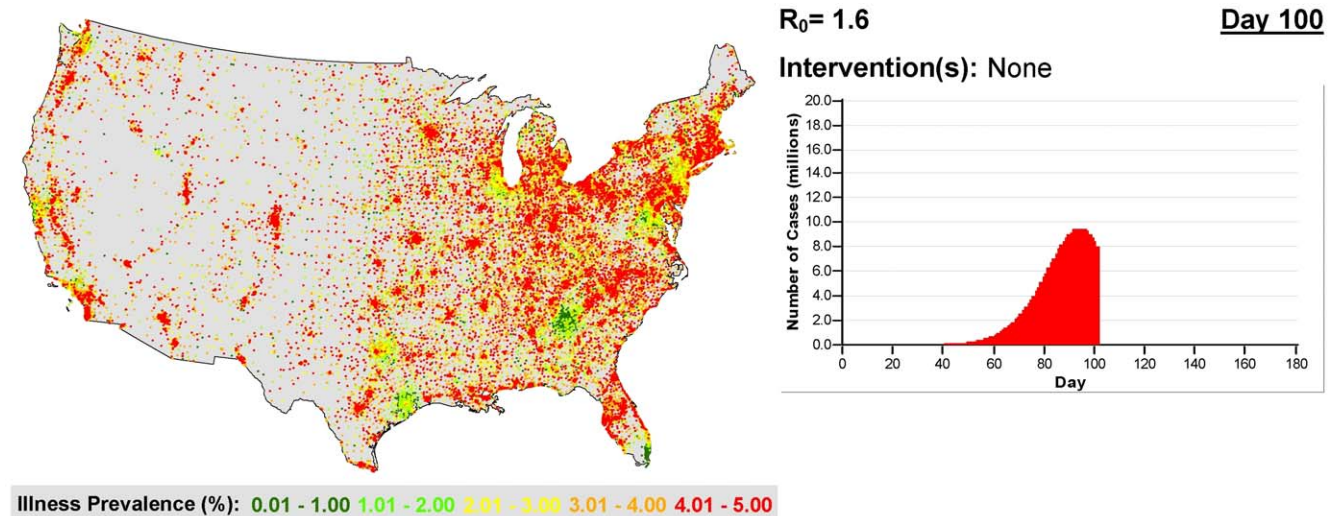 R₀= 1.6
Day 100
Intervention(s): None
Number of Cases (millions)
20.0
18.0
16.0
14.0
12.0
10.0
8.0
6.0
4.0
2.0
0.0
0 20 40 60 80 100 120 140 160 180
Day
Illness Prevalence (%): 0.01 - 1.00 1.01 - 2.00 2.01 - 3.00 3.01 - 4.00 4.01 - 5.00